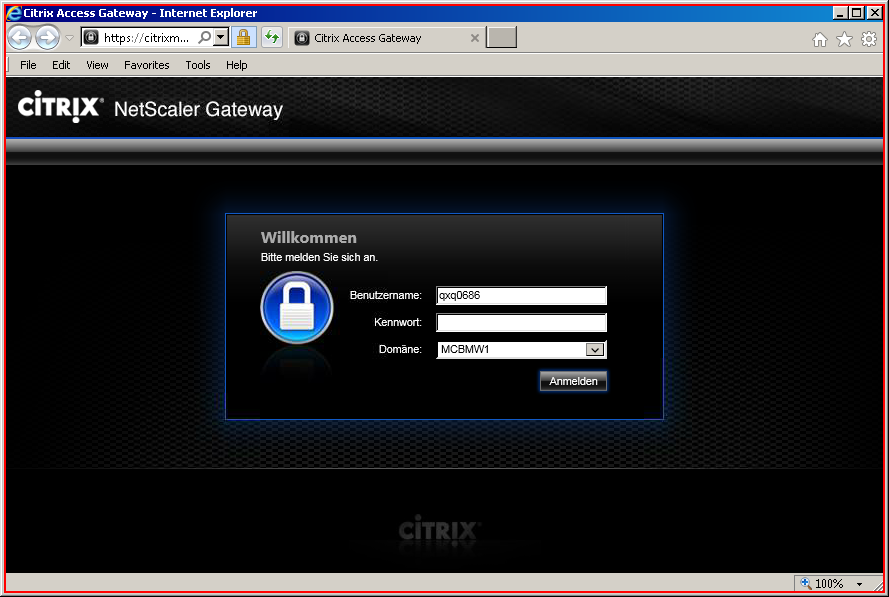 Citrix Access Gateway - Internet Explorer
https://citrixm... Citrix Access Gateway
File Edit View Favorites Tools Help
CiTRIX® NetScaler Gateway
Willkommen
Bitte melden Sie sich an.
Benutzername: qxq0686
Kennwort:
Domäne: MCBMW1
Anmelden
CiTRIX
100%